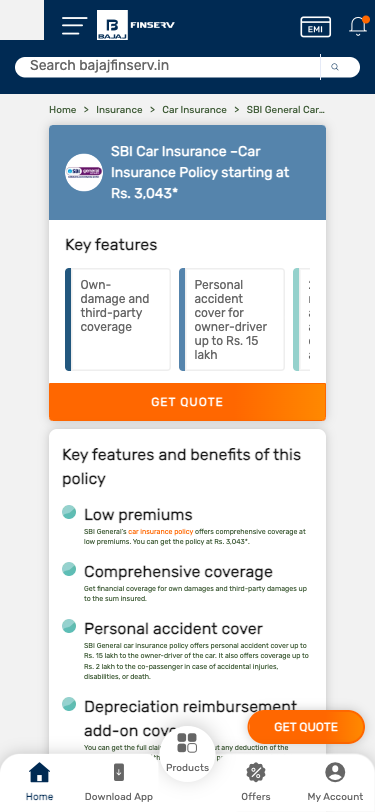 B
BAJAJ
FINSERV
EMI
Search bajajfinserv.in
Home > Insurance > Car Insurance > SBI General Car...
SBI general
SBI Car Insurance –Car
Insurance Policy starting at
Rs. 3,043*
Key features
Own-
damage and
third-party
coverage
Personal
accident
cover for
owner-driver
up to Rs. 15
lakh
GET QUOTE
Key features and benefits of this
policy
Low premiums
SBI General's car insurance policy offers comprehensive coverage at
low premiums. You can get the policy at Rs. 3,043*.
Comprehensive coverage
Get financial coverage for own damages and third-party damages up
to the sum insured.
Personal accident cover
SBI General car insurance policy offers personal accident cover up to
Rs. 15 lakh to the owner-driver of the car. It also offers coverage up to
Rs. 2 lakh to the co-passenger in case of accidental injuries,
disabilities, or death.
Depreciation reimbursement
add-on
GET QUOTE
You can get the full any deduction of the
Home
Download App
Products
Offers
My Account